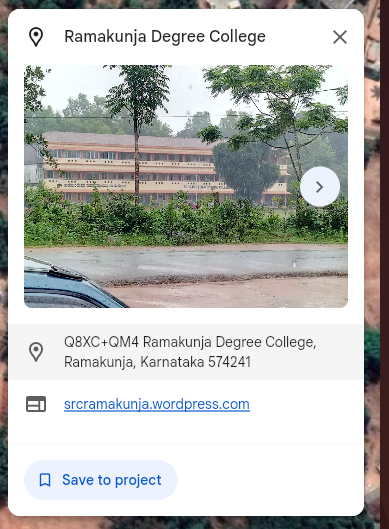 Ramakunja Degree College
Q8XC+QM4 Ramakunja Degree College,
Ramakunja, Karnataka 574241
srcramakunja.wordpress.com
Save to project